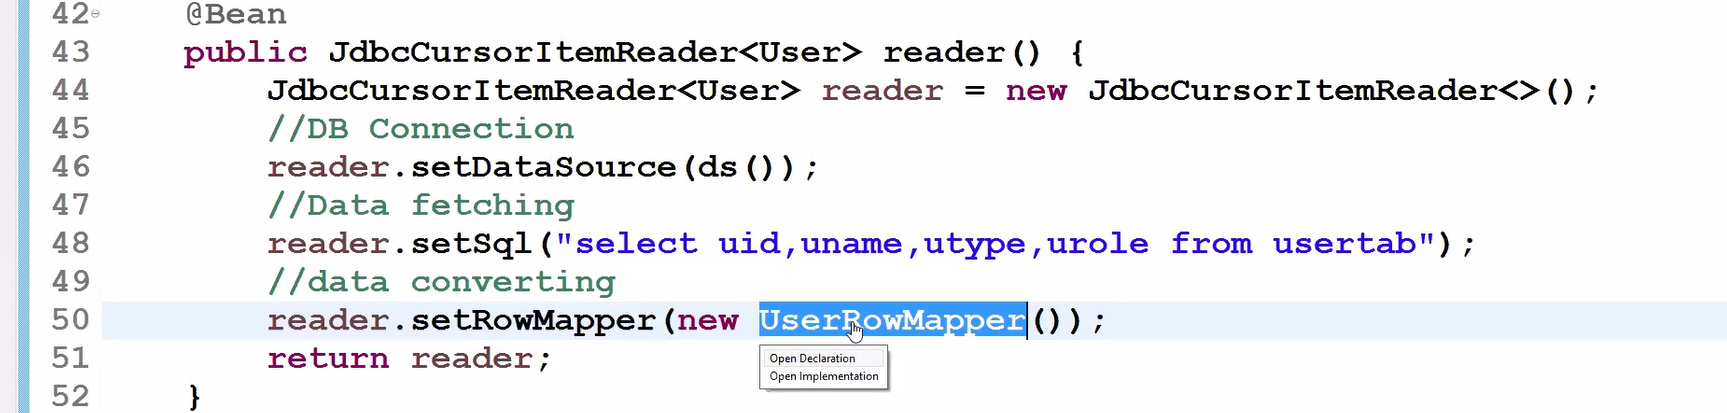 42 @Bean
43 public JdbcCursorItemReader<User> reader() {
44 JdbcCursorItemReader<User> reader = new JdbcCursorItemReader<>();
45 //DB Connection
46 reader.setDataSource(ds());
47 //Data fetching
48 reader.setSql("select uid,uname,utype,urole from usertab");
49 //data converting
50 reader.setRowMapper(new UserRowMapper());
51 return reader;
Open Declaration
Open Implementation
52 }